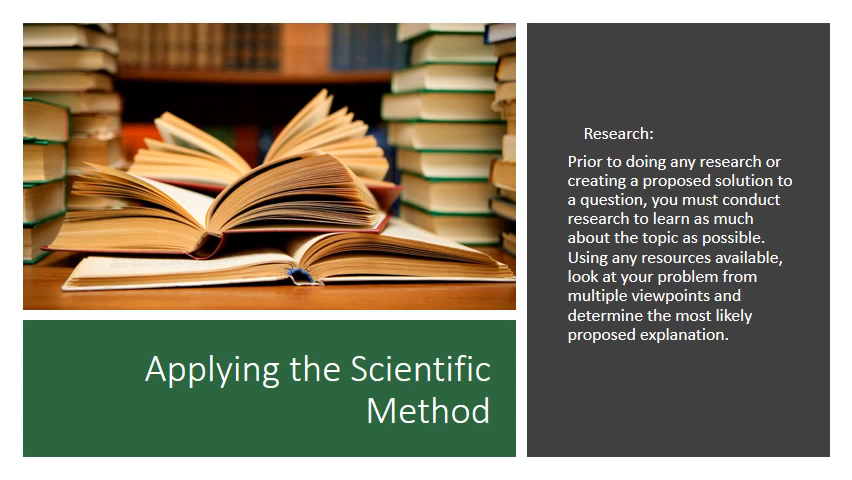 Applying the Scientific
Method
Research:
Prior to doing any research or
creating a proposed solution to
a question, you must conduct
research to learn as much
about the topic as possible.
Using any resources available,
look at your problem from
multiple viewpoints and
determine the most likely
proposed explanation.